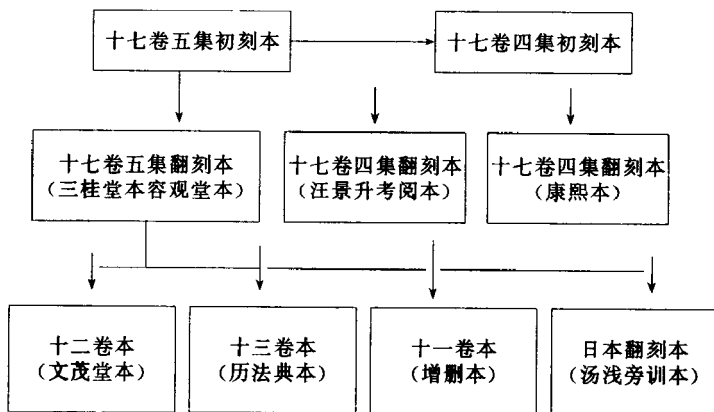 十七卷五集初刻本
十七卷四集初刻本
十七卷五集翻刻本
(三桂堂本容观堂本)
十七卷四集翻刻本
(汪景升考阅本)
十七卷四集翻刻本
(康熙本)
十二卷本
(文茂堂本)
十三卷本
(历法典本)
十一卷本
(增删本)
日本翻刻本
(汤浅旁训本)